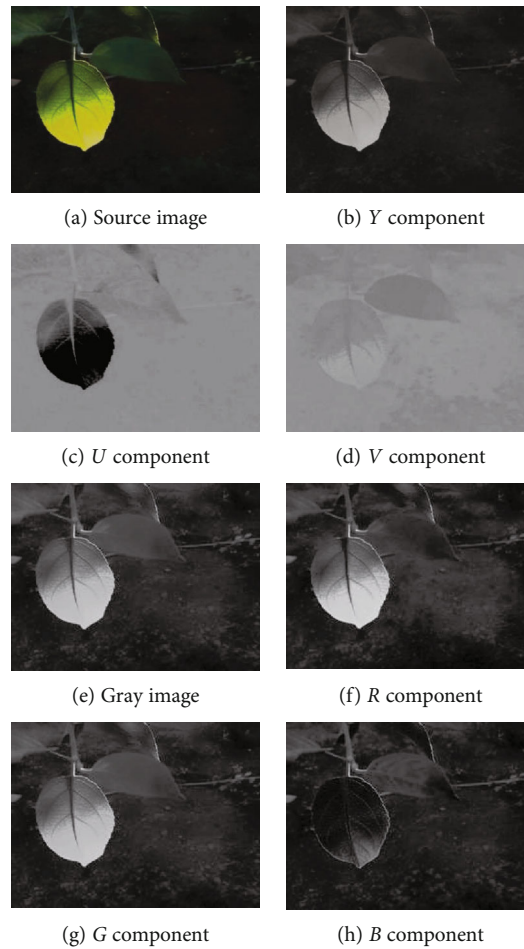 (a) Source image
(b) Y component
(c) U component
(d) V component
(e) Gray image
(f) R component
(g) G component
(h) B component